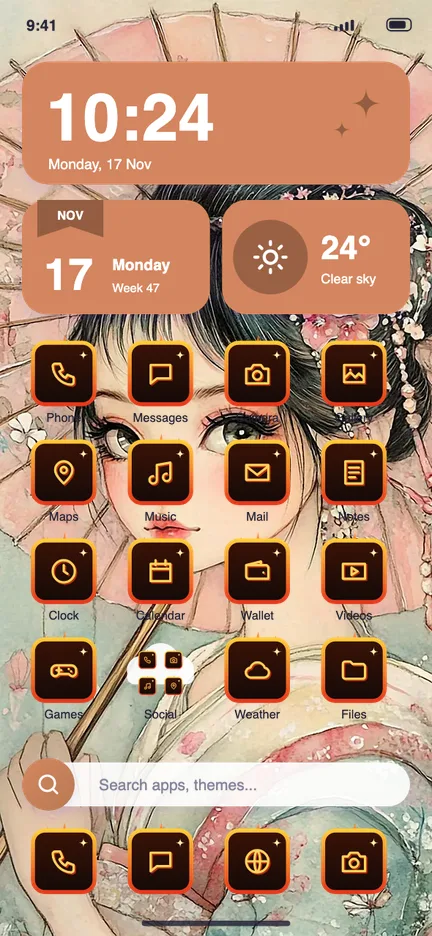 9:41
10:24
Monday, 17 Nov
NOV
17
Monday
Week 47
24°
Clear sky
Phone
Messages
Maps
Music
Mail
Notes
Clock
Calendar
Wallet
Videos
Games
Social
Weather
Files
Search apps, themes...